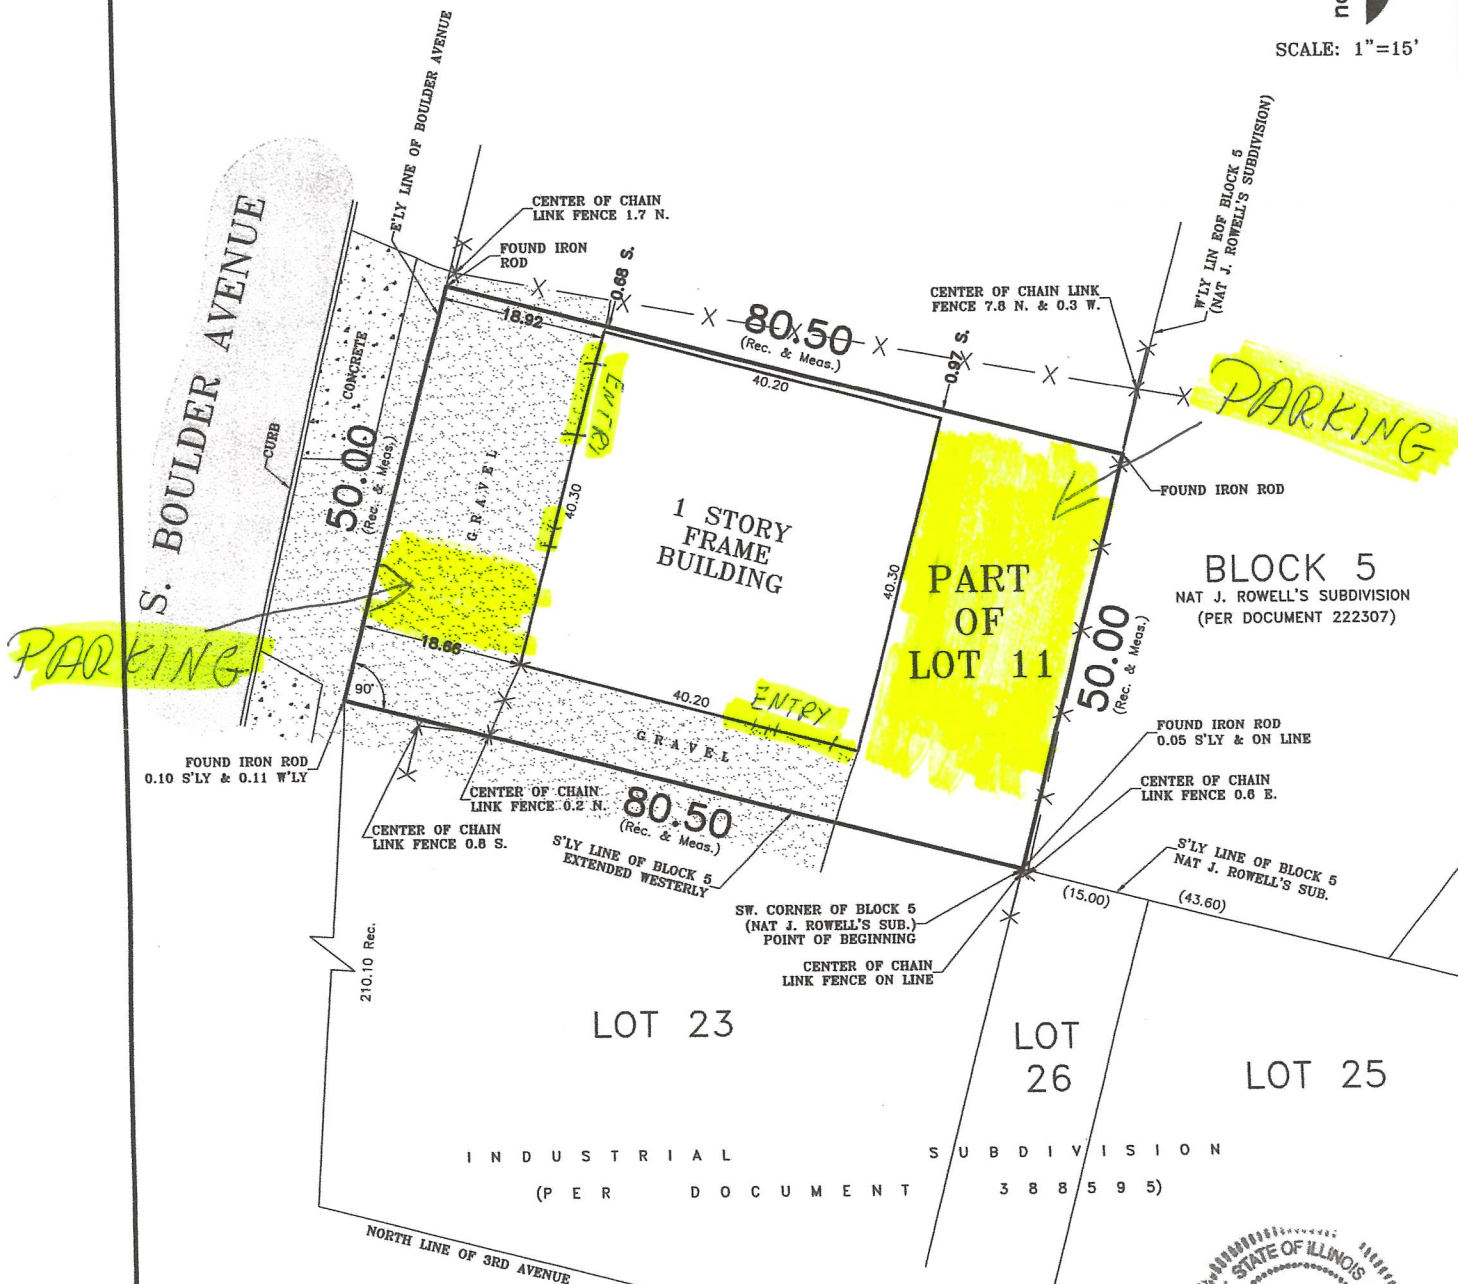 SCALE: 1"=15'
E'LY LINE OF BOULDER AVENUE
W'LY LIN EOF BLOCK 5
(NAT J. ROWELL'S SUBDIVISION)
S. BOULDER AVENUE
CENTER OF CHAIN
LINK FENCE 1.7 N.
FOUND IRON
ROD
0.68 S.
CENTER OF CHAIN LINK
FENCE 7.8 N. & 0.3 W.
18.92
80.50
(Rec. & Meas.)
40.20
0.97 S.
CONCRETE
CURB
ENTRY
PARKING
50.00
(Rec. & Meas.)
GRAVEL
40.30
1 STORY
FRAME
BUILDING
40.30
FOUND IRON ROD
PART
OF
LOT 11
BLOCK 5
NAT J. ROWELL'S SUBDIVISION
(PER DOCUMENT 222307)
50.00
(Rec. & Meas.)
PARKING
18.66
90°
40.20
ENTRY
GRAVEL
FOUND IRON ROD
0.10 S'LY & 0.11 W'LY
FOUND IRON ROD
0.05 S'LY & ON LINE
CENTER OF CHAIN
LINK FENCE 0.2 N.
80.50
(Rec. & Meas.)
CENTER OF CHAIN
LINK FENCE 0.6 E.
CENTER OF CHAIN
LINK FENCE 0.8 S.
S'LY LINE OF BLOCK 5
EXTENDED WESTERLY
S'LY LINE OF BLOCK 5
NAT J. ROWELL'S SUB.
(15.00)
(43.60)
SW. CORNER OF BLOCK 5
(NAT J. ROWELL'S SUB.)
POINT OF BEGINNING
CENTER OF CHAIN
LINK FENCE ON LINE
210.10 Rec.
LOT 23
LOT
26
LOT 25
INDUSTRIAL SUBDIVISION
(PER DOCUMENT 388595)
NORTH LINE OF 3RD AVENUE
STATE OF ILLINOIS